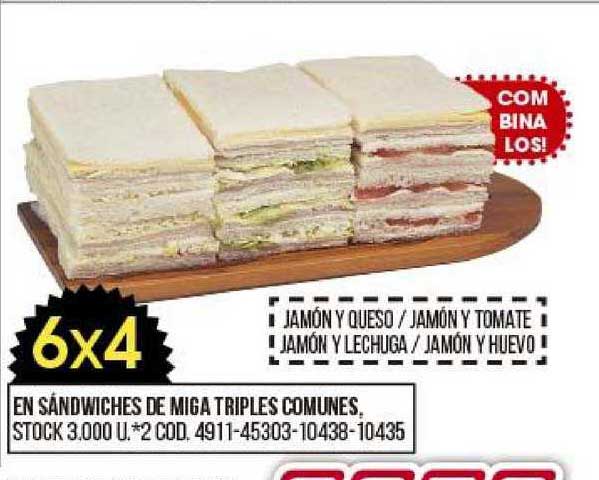 COM
BINA
LOS!
6x4
JAMÓN Y QUESO / JAMÓN Y TOMATE
JAMÓN Y LECHUGA / JAMÓN Y HUEVO
EN SÁNDWICHES DE MIGA TRIPLES COMUNES,
STOCK 3.000 U.*2 COD. 4911-45303-10438-10435